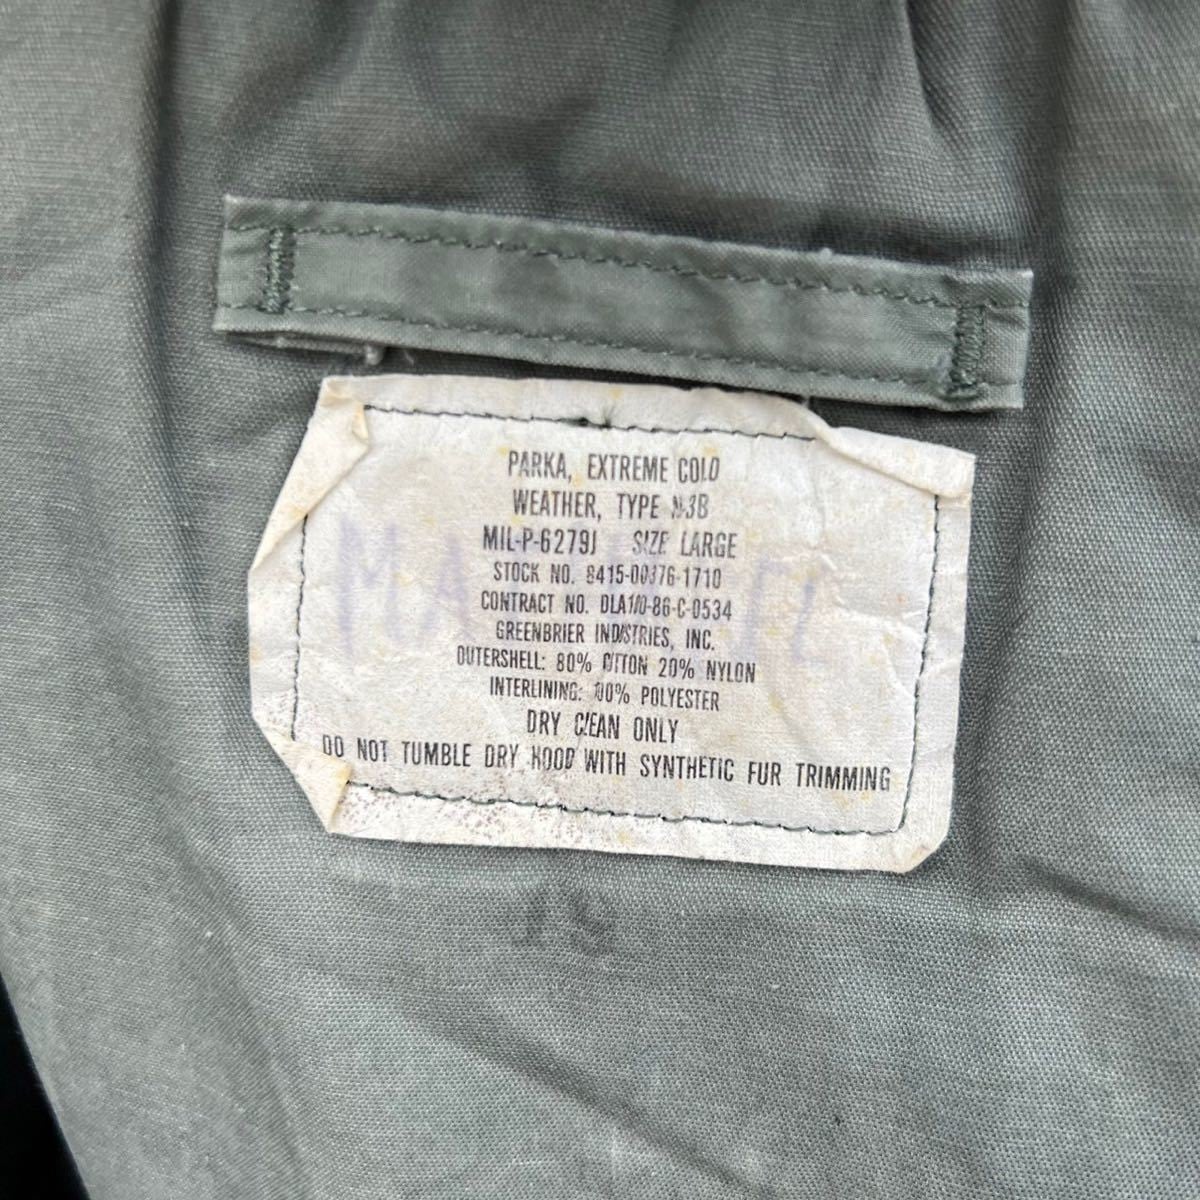 PARKA, EXTREME COLD
WEATHER, TYPE N-3B
MIL-P-6279J SIZE LARGE
STOCK NO. 8415-00-376-1710
CONTRACT NO. DLA100-86-C-0534
GREENBRIER INDUSTRIES, INC.
OUTERSHELL: 80% COTTON 20% NYLON
INTERLINING: 100% POLYESTER
DRY CLEAN ONLY
DO NOT TUMBLE DRY HOOD WITH SYNTHETIC FUR TRIMMING